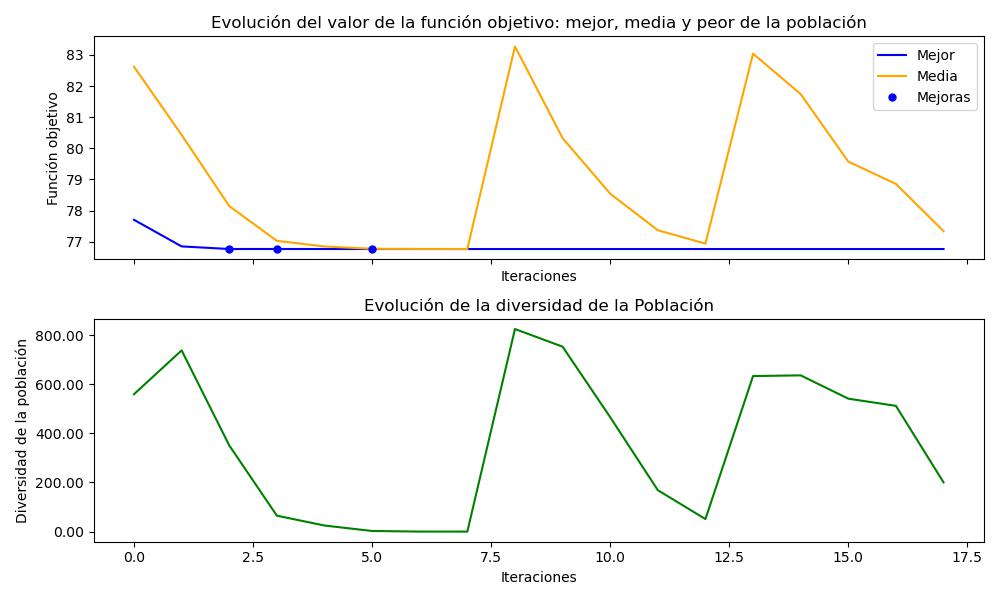 Evolución del valor de la función objetivo: mejor, media y peor de la población
Función objetivo
83
82
81
80
79
78
77
Mejor
Media
Mejoras
Iteraciones
Evolución de la diversidad de la Población
Diversidad de la población
800.00
600.00
400.00
200.00
0.00
0.0 2.5 5.0 7.5 10.0 12.5 15.0 17.5
Iteraciones